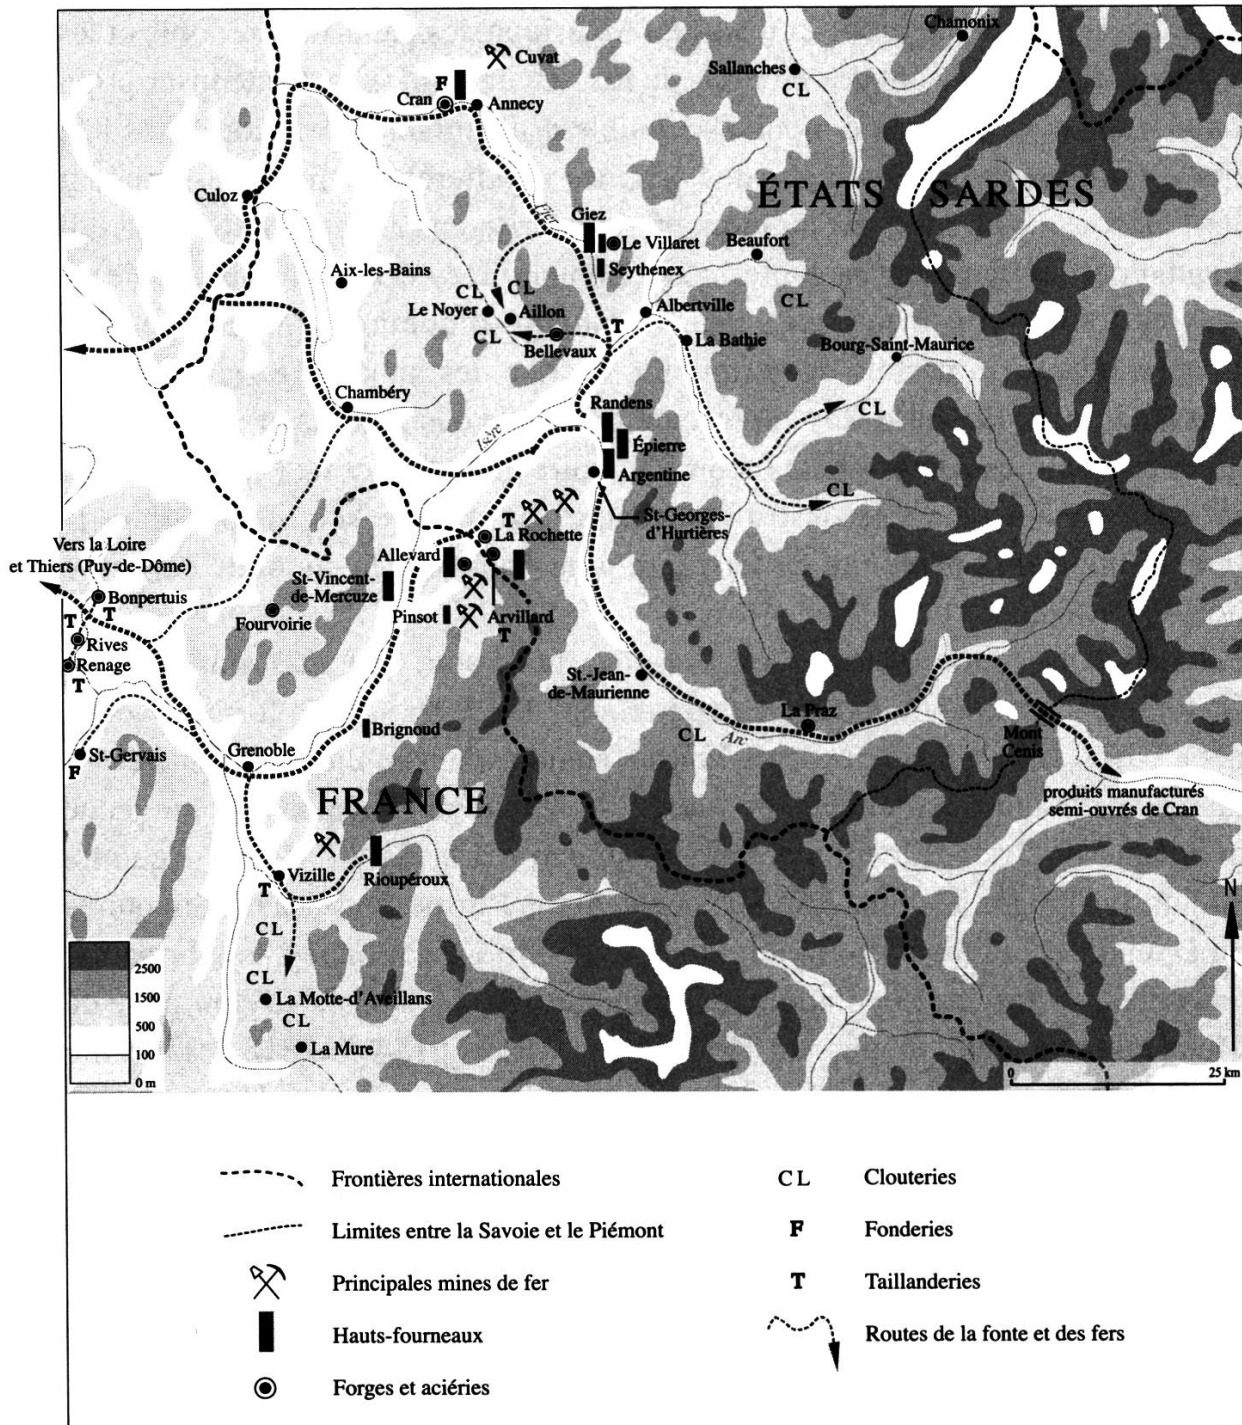 Chamonix
Cuvat
Sallanches
CL
F
Cran
Annecy
ÉTATS SARDES
Culoz
Fier
Giez
Le Villaret
Beaufort
Seythenex
Aix-les-Bains
CL
CL
CL
Le Noyer
Aillon
T
Albertville
CL
Bellevaux
La Bathie
Bourg-Saint-Maurice
Chambéry
CL
Randens
Isère
Épierre
Argentine
CL
T
St-Georges-
d'Hurtières
La Rochette
Vers la Loire
et Thiers (Puy-de-Dôme)
Allevard
St-Vincent-
de-Mercuze
Bonpertuis
T
Fourvoirie
Pinsot
Arvillard
T
T
Rives
Renage
T
St.-Jean-
de-Maurienne
La Praz
Brignoud
CL
Arc
Mont
Cenis
St-Gervais
F
Grenoble
FRANCE
produits manufacturés
semi-ouvrés de Cran
Vizille
T
Rioupéroux
N
CL
2500
CL
1500
La Motte-d'Aveillans
CL
500
La Mure
100
0 m
0
25 km
Frontières internationales
CL
Clouteries
Limites entre la Savoie et le Piémont
F
Fonderies
Principales mines de fer
T
Taillanderies
Hauts-fourneaux
Routes de la fonte et des fers
Forges et aciéries